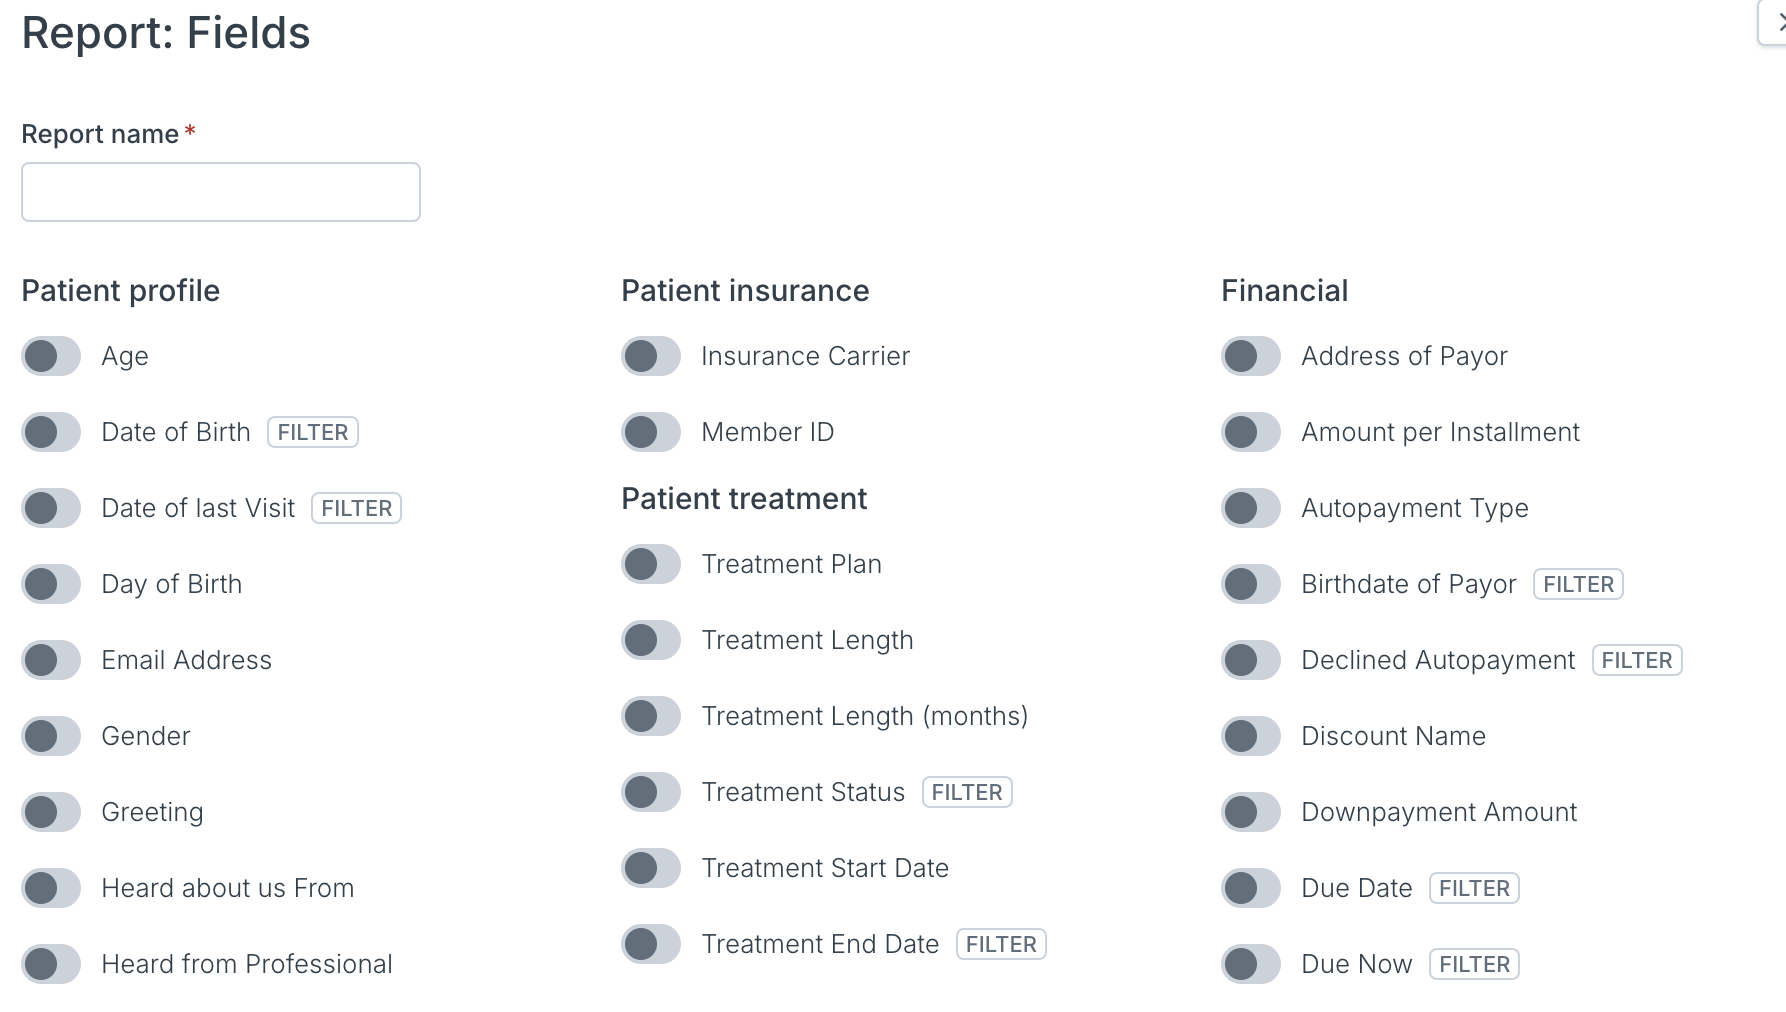 Report: Fields
Report name*
Patient profile
Age
Date of Birth FILTER
Date of last Visit FILTER
Day of Birth
Email Address
Gender
Greeting
Heard about us From
Heard from Professional
Patient insurance
Insurance Carrier
Member ID
Patient treatment
Treatment Plan
Treatment Length
Treatment Length (months)
Treatment Status FILTER
Treatment Start Date
Treatment End Date FILTER
Financial
Address of Payor
Amount per Installment
Autopayment Type
Birthdate of Payor FILTER
Declined Autopayment FILTER
Discount Name
Downpayment Amount
Due Date FILTER
Due Now FILTER